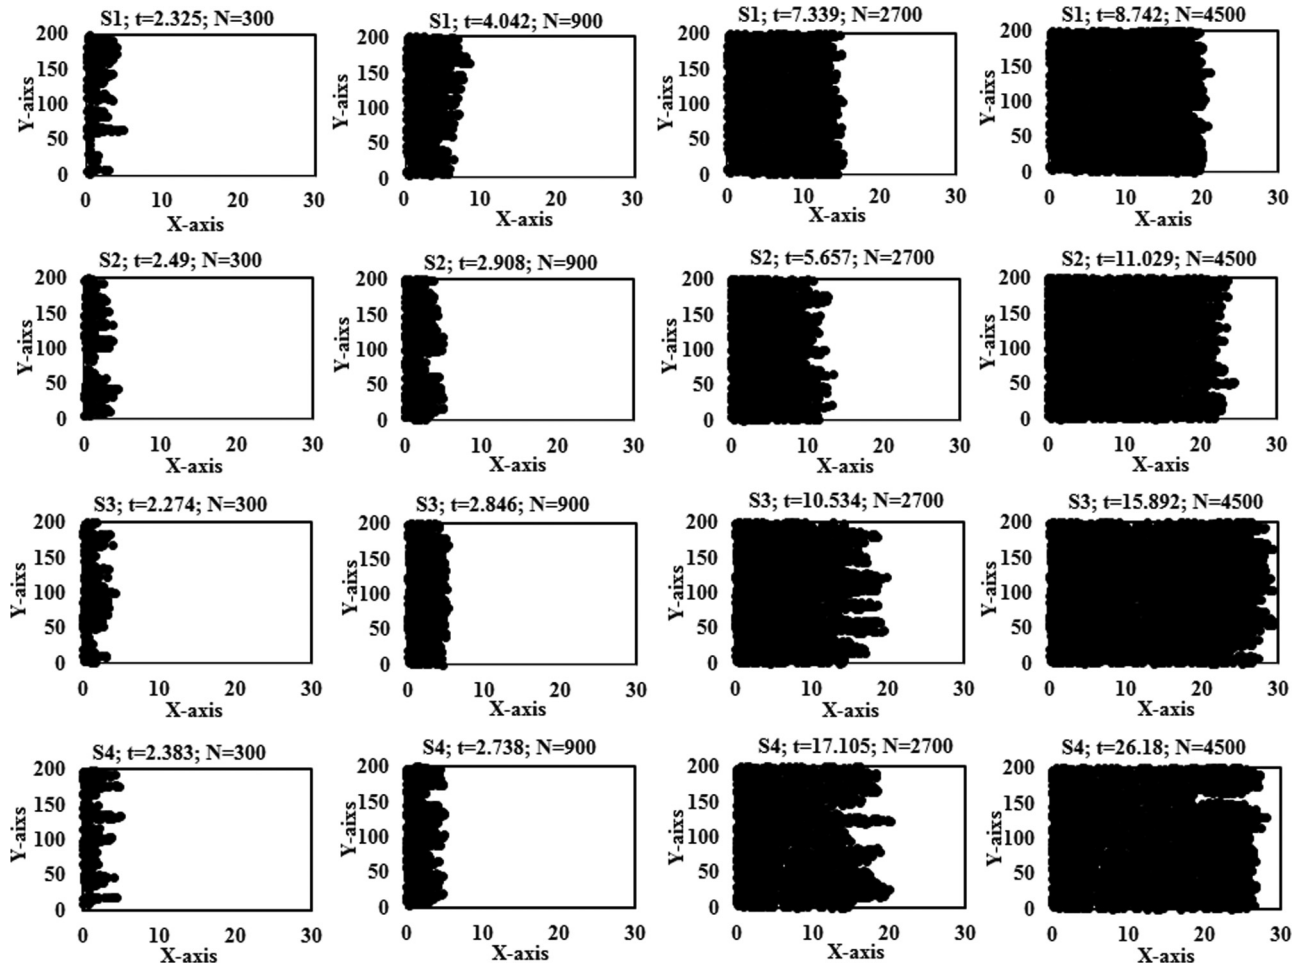 S1; t=2.325; N=300
S1; t=4.042; N=900
S1; t=7.339; N=2700
S1; t=8.742; N=4500
Y-aixs
200
150
100
50
0
0 10 20 30
X-axis
Y-aixs
200
150
100
50
0
0 10 20 30
X-axis
Y-aixs
200
150
100
50
0
0 10 20 30
X-axis
Y-aixs
200
150
100
50
0
0 10 20 30
X-axis
S2; t=2.49; N=300
S2; t=2.908; N=900
S2; t=5.657; N=2700
S2; t=11.029; N=4500
Y-aixs
200
150
100
50
0
0 10 20 30
X-axis
Y-aixs
200
150
100
50
0
0 10 20 30
X-axis
Y-aixs
200
150
100
50
0
0 10 20 30
X-axis
Y-aixs
200
150
100
50
0
0 10 20 30
X-axis
S3; t=2.274; N=300
S3; t=2.846; N=900
S3; t=10.534; N=2700
S3; t=15.892; N=4500
Y-aixs
200
150
100
50
0
0 10 20 30
X-axis
Y-aixs
200
150
100
50
0
0 10 20 30
X-axis
Y-aixs
200
150
100
50
0
0 10 20 30
X-axis
Y-aixs
200
150
100
50
0
0 10 20 30
X-axis
S4; t=2.383; N=300
S4; t=2.738; N=900
S4; t=17.105; N=2700
S4; t=26.18; N=4500
Y-aixs
200
150
100
50
0
0 10 20 30
X-axis
Y-aixs
200
150
100
50
0
0 10 20 30
X-axis
Y-aixs
200
150
100
50
0
0 10 20 30
X-axis
Y-aixs
200
150
100
50
0
0 10 20 30
X-axis